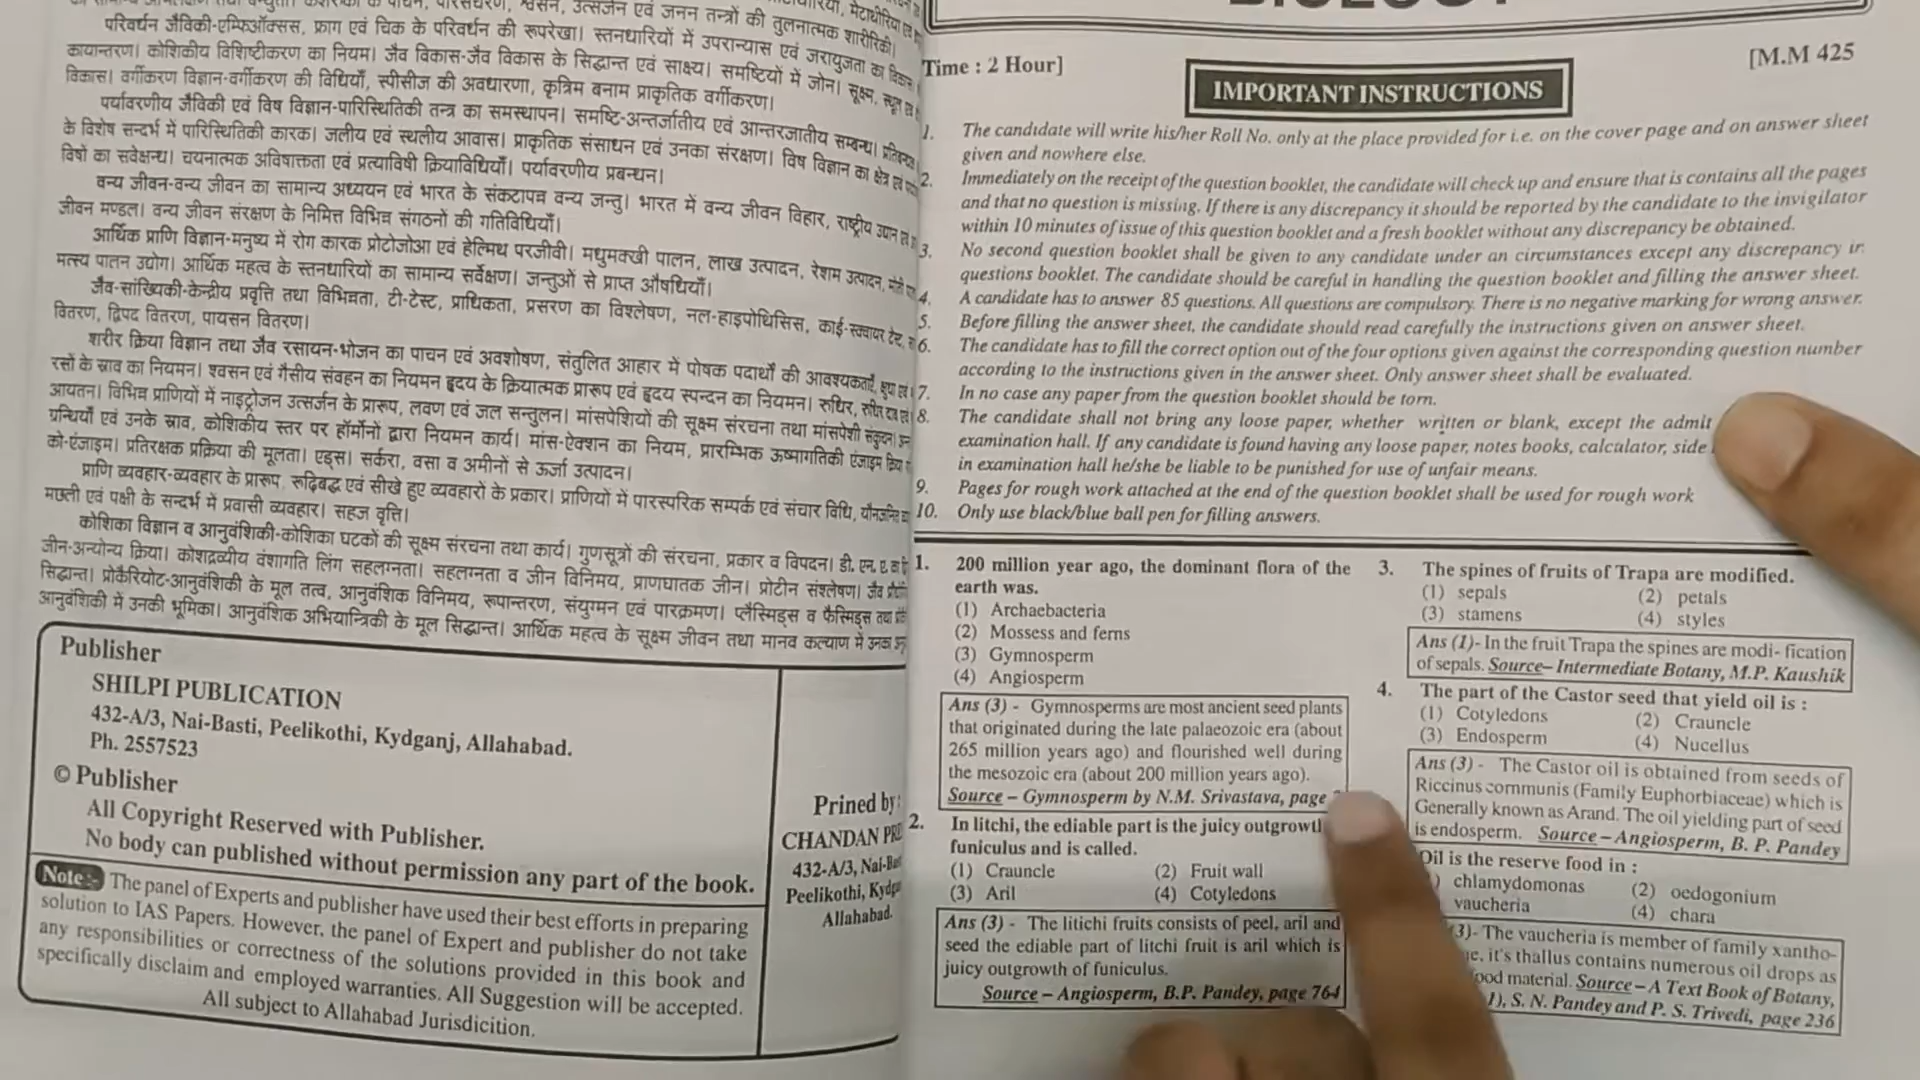 परिवर्धन जैविकी-एम्फिऑक्सस, फ्राग एवं चिक के परिवर्धन की रूपरेखा। स्तनधारियों में उपरान्यास एवं जरायुजता का विकास
कायान्तरण। कोशिकीय विशिष्टीकरण का नियम। जैव विकास-जैव विकास के सिद्धान्त एवं साक्ष्य। समष्टियों में जोन। सूक्ष्म, स्थूल एवं
विकास। वर्गीकरण विज्ञान-वर्गीकरण की विधियाँ, स्पीसीज की अवधारणा, कृत्रिम बनाम प्राकृतिक वर्गीकरण।
पर्यावरणीय जैविकी एवं विष विज्ञान-पारिस्थितिकी तन्त्र का समस्थापन। समष्टि-अन्तर्जातीय एवं आन्तरजातीय सम्बन्ध।
के विशेष सन्दर्भ में पारिस्थितिकी कारक। जलीय एवं स्थलीय आवास। प्राकृतिक संसाधन एवं उनका संरक्षण। विष विज्ञान का क्षेत्र एवं
विषों का सवेक्षन्ध। चयनात्मक अविषाक्तता एवं प्रत्याविषी क्रियाविधियाँ। पर्यावरणीय प्रबन्धन।
वन्य जीवन-वन्य जीवन का सामान्य अध्ययन एवं भारत के संकटापन्न वन्य जन्तु। भारत में वन्य जीवन विहार, राष्ट्रीय उद्यान एवं
जीवन मण्डल। वन्य जीवन संरक्षण के निमित्त विभिन्न संगठनों की गतिविधियाँ।
आर्थिक प्राणि विज्ञान-मनुष्य में रोग कारक प्रोटोजोआ एवं हेल्मिथ परजीवी। मधुमक्खी पालन, लाख उत्पादन, रेशम उत्पादन, मोती
मत्स्य पालन उद्योग। आर्थिक महत्व के स्तनधारियों का सामान्य सर्वेक्षण। जन्तुओं से प्राप्त औषधियाँ।
जैव-सांख्यिकी-केन्द्रीय प्रवृत्ति तथा विभिन्नता, टी-टेस्ट, प्राथिकता, प्रसरण का विश्लेषण, नल-हाइपोथिसिस, काई-स्क्वायर टेस्ट,
वितरण, द्विपद वितरण, पायसन वितरण।
शारीर क्रिया विज्ञान तथा जैव रसायन-भोजन का पाचन एवं अवशोषण, संतुलित आहार में पोषक पदार्थों की आवश्यकताएँ, क्षुधा एवं
रसों के स्राव का नियमन। श्वसन एवं गैसीय संवहन का नियमन हृदय के क्रियात्मक प्रारूप एवं हृदय स्पन्दन का नियमन। रुधिर, रुधिर दाब एवं
आयतन। विभिन्न प्राणियों में नाइट्रोजन उत्सर्जन के प्रारूप, लवण एवं जल सन्तुलन। मांसपेशियों की सूक्ष्म संरचना तथा मांसपेशी संकुचन।
ग्रन्थियाँ एवं उनके स्राव, कोशिकीय स्तर पर हॉर्मोनों द्वारा नियमन कार्य। मांस-ऐक्शन का नियम, प्रारम्भिक ऊष्मागतिकी एंजाइम क्रिया
को-एंजाइम। प्रतिरक्षक प्रक्रिया की मूलता। एड्स। सर्करा, वसा व अमीनों से ऊर्जा उत्पादन।
प्राणि व्यवहार-व्यवहार के प्रारूप, रूढ़िबद्ध एवं सीखे हुए व्यवहारों के प्रकार। प्राणियों में पारस्परिक सम्पर्क एवं संचार विधि,
मछली एवं पक्षी के सन्दर्भ में प्रवासी व्यवहार। सहज वृत्ति।
कोशिका विज्ञान व आनुवंशिकी-कोशिका घटकों की सूक्ष्म संरचना तथा कार्य। गुणसूत्रों की संरचना, प्रकार व विपदन। डी. एन. ए.
जीन-अन्योन्य क्रिया। कोशद्रव्यीय वंशागति लिंग सहलग्नता। सहलग्नता व जीन विनिमय, प्राणघातक जीन। प्रोटीन संश्लेषण। जैव
सिद्धान्त। प्रोकैरियोट-आनुवंशिकी के मूल तत्व, आनुवंशिक विनिमय, रूपान्तरण, संयुग्मन एवं पारक्रमण। प्लैस्मिड्स व फैस्मिड्स तथा
आनुवंशिकी में उनकी भूमिका। आनुवंशिक अभियान्त्रिकी के मूल सिद्धान्त। आर्थिक महत्व के सूक्ष्म जीवन तथा मानव कल्याण में उनका
Publisher
SHILPI PUBLICATION
432-A/3, Nai-Basti, Peelikothi, Kydganj, Allahabad.
Ph. 2557523
© Publisher
All Copyright Reserved with Publisher.
No body can published without permission any part of the book.
Prined by:
CHANDAN
432-A/3,
Peelikothi,
Allahabad.
Note:- The panel of Experts and publisher have used their best efforts in preparing
solution to IAS Papers. However, the panel of Expert and publisher do not take
any responsibilities or correctness of the solutions provided in this book and
specifically disclaim and employed warranties. All Suggestion will be accepted.
All subject to Allahabad Jurisdicition.
BIOLOGY
Time : 2 Hour]
[M.M 425
IMPORTANT INSTRUCTIONS
1. The candidate will write his/her Roll No. only at the place provided for i.e. on the cover page and on answer sheet
given and nowhere else.
2. Immediately on the receipt of the question booklet, the candidate will check up and ensure that is contains all the pages
and that no question is missing. If there is any discrepancy it should be reported by the candidate to the invigilator
within 10 minutes of issue of this question booklet and a fresh booklet without any discrepancy be obtained.
3. No second question booklet shall be given to any candidate under an circumstances except any discrepancy in
questions booklet. The candidate should be careful in handling the question booklet and filling the answer sheet.
4. A candidate has to answer 85 questions. All questions are compulsory. There is no negative marking for wrong answer.
5. Before filling the answer sheet, the candidate should read carefully the instructions given on answer sheet.
6. The candidate has to fill the correct option out of the four options given against the corresponding question number
according to the instructions given in the answer sheet. Only answer sheet shall be evaluated.
7. In no case any paper from the question booklet should be torn.
8. The candidate shall not bring any loose paper, whether written or blank, except the admit
examination hall. If any candidate is found having any loose paper, notes books, calculator, side
in examination hall he/she be liable to be punished for use of unfair means.
9. Pages for rough work attached at the end of the question booklet shall be used for rough work
10. Only use black/blue ball pen for filling answers.
1. 200 million year ago, the dominant flora of the
earth was.
(1) Archaebacteria
(2) Mossess and ferns
(3) Gymnosperm
(4) Angiosperm
Ans (3) - Gymnosperms are most ancient seed plants
that originated during the late palaeozoic era (about
265 million years ago) and flourished well during
the mesozoic era (about 200 million years ago).
Source – Gymnosperm by N.M. Srivastava, page
2. In litchi, the ediable part is the juicy outgrowth
funiculus and is called.
(1) Crauncle (2) Fruit wall
(3) Aril (4) Cotyledons
Ans (3) - The litichi fruits consists of peel, aril and
seed the ediable part of litchi fruit is aril which is
juicy outgrowth of funiculus.
Source – Angiosperm, B.P. Pandey, page 764
3. The spines of fruits of Trapa are modified.
(1) sepals (2) petals
(3) stamens (4) styles
Ans (1)- In the fruit Trapa the spines are modi- fication
of sepals. Source– Intermediate Botany, M.P. Kaushik
4. The part of the Castor seed that yield oil is :
(1) Cotyledons (2) Crauncle
(3) Endosperm (4) Nucellus
Ans (3) - The Castor oil is obtained from seeds of
Riccinus communis (Family Euphorbiaceae) which is
Generally known as Arand. The oil yielding part of seed
is endosperm. Source – Angiosperm, B. P. Pandey
Oil is the reserve food in :
chlamydomonas (2) oedogonium
vaucheria (4) chara
3)- The vaucheria is member of family xantho-
it's thallus contains numerous oil drops as
food material. Source – A Text Book of Botany,
1), S. N. Pandey and P. S. Trivedi, page 236